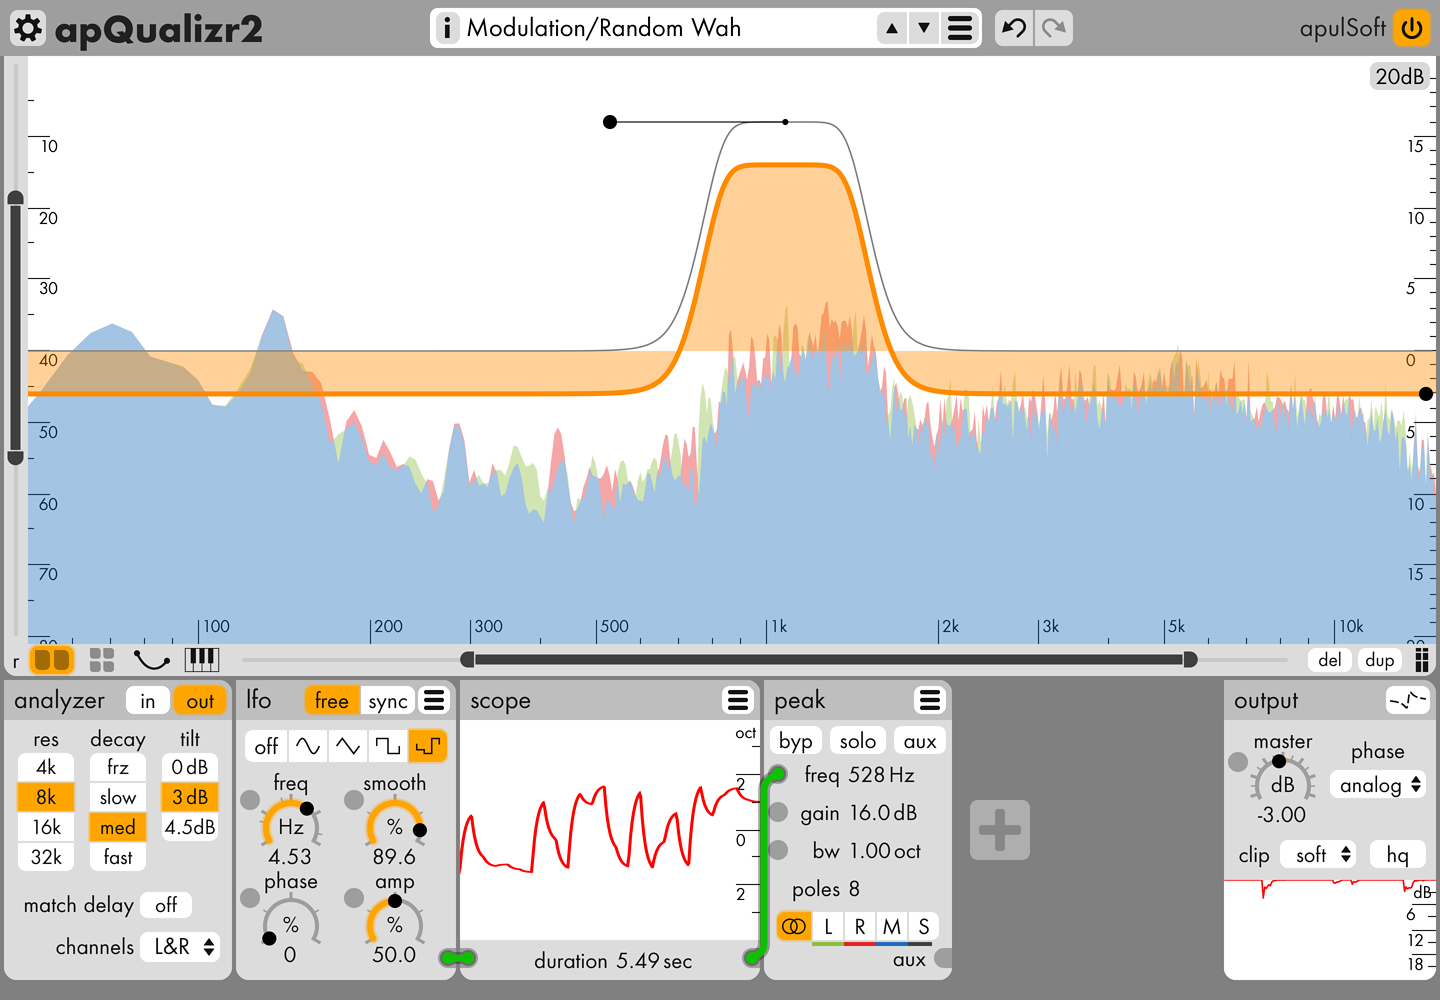 apQualizr2
i Modulation/Random Wah
apulSoft
20dB
10 15
20 10
30 5
40 0
50 5
60 10
70 15
100 200 300 500 1k 2k 3k 5k 10k
r
del dup
analyzer in out
res decay tilt
4k frz 0 dB
8k slow 3 dB
16k med 4.5dB
32k fast
match delay off
channels L&R
lfo free sync
off
freq smooth
Hz %
4.53 89.6
phase amp
% %
0 50.0
scope
oct
2
0
2
duration 5.49 sec
peak
byp solo aux
freq 528 Hz
gain 16.0 dB
bw 1.00 oct
poles 8
L R M S
aux
output
master phase
dB analog
-3.00
clip soft hq
dB
6
12
18